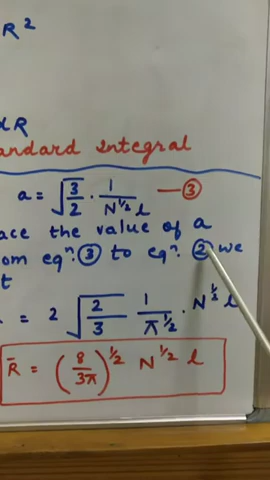 R²
dR
andard integral
a = √(3/2) · 1/(N^½ l) — ③
ace the value of a
om eqⁿ. ③ to eqⁿ. ② we
t
= 2 √(2/3) 1/(π^½) · N^½ l
R̄ = (8/3π)^½ N^½ l